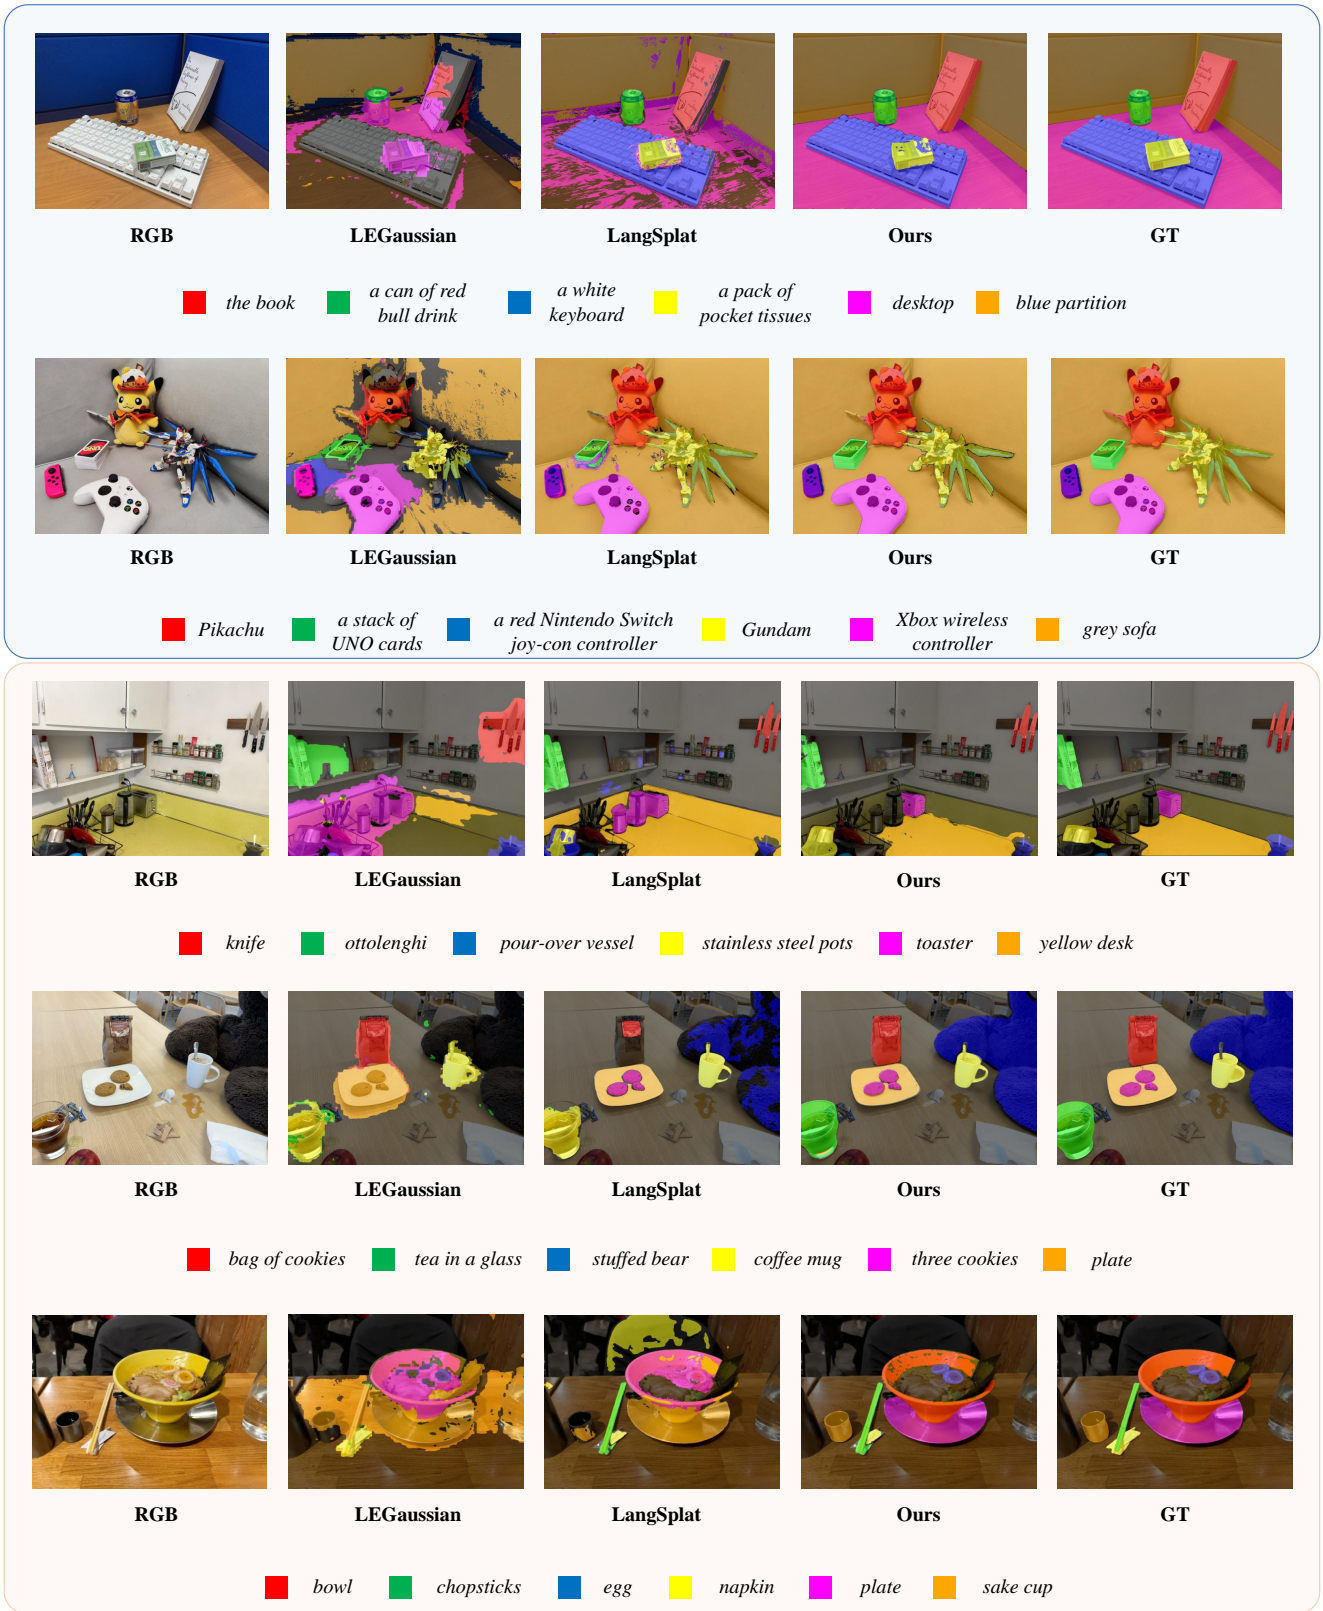 RGB LEGaussian LangSplat Ours GT
the book
a can of red
bull drink
a white
keyboard
a pack of
pocket tissues
desktop
blue partition
RGB LEGaussian LangSplat Ours GT
Pikachu
a stack of
UNO cards
a red Nintendo Switch
joy-con controller
Gundam
Xbox wireless
controller
grey sofa
RGB LEGaussian LangSplat Ours GT
knife ottolenghi pour-over vessel stainless steel pots toaster yellow desk
RGB LEGaussian LangSplat Ours GT
bag of cookies tea in a glass stuffed bear coffee mug three cookies plate
RGB LEGaussian LangSplat Ours GT
bowl chopsticks egg napkin plate sake cup